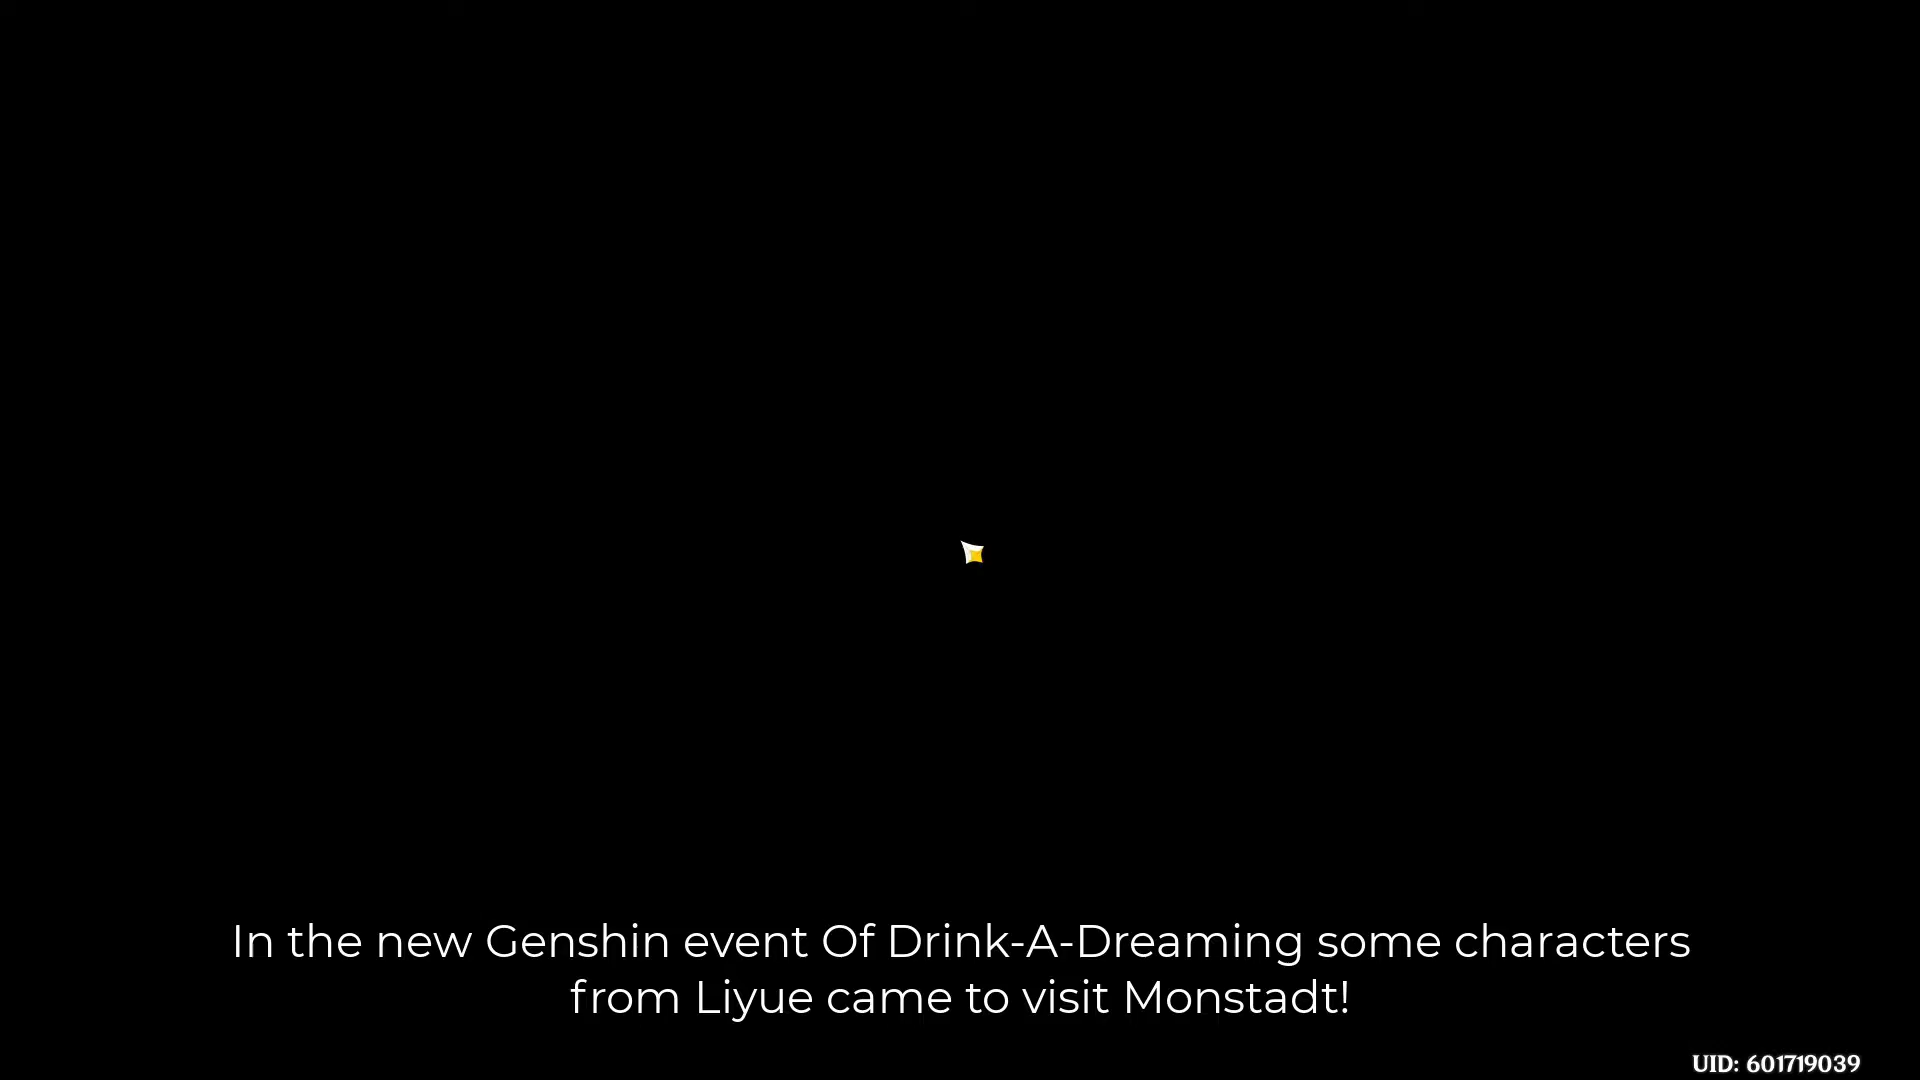 In the new Genshin event Of Drink-A-Dreaming some characters
from Liyue came to visit Monstadt!
UID: 601719039